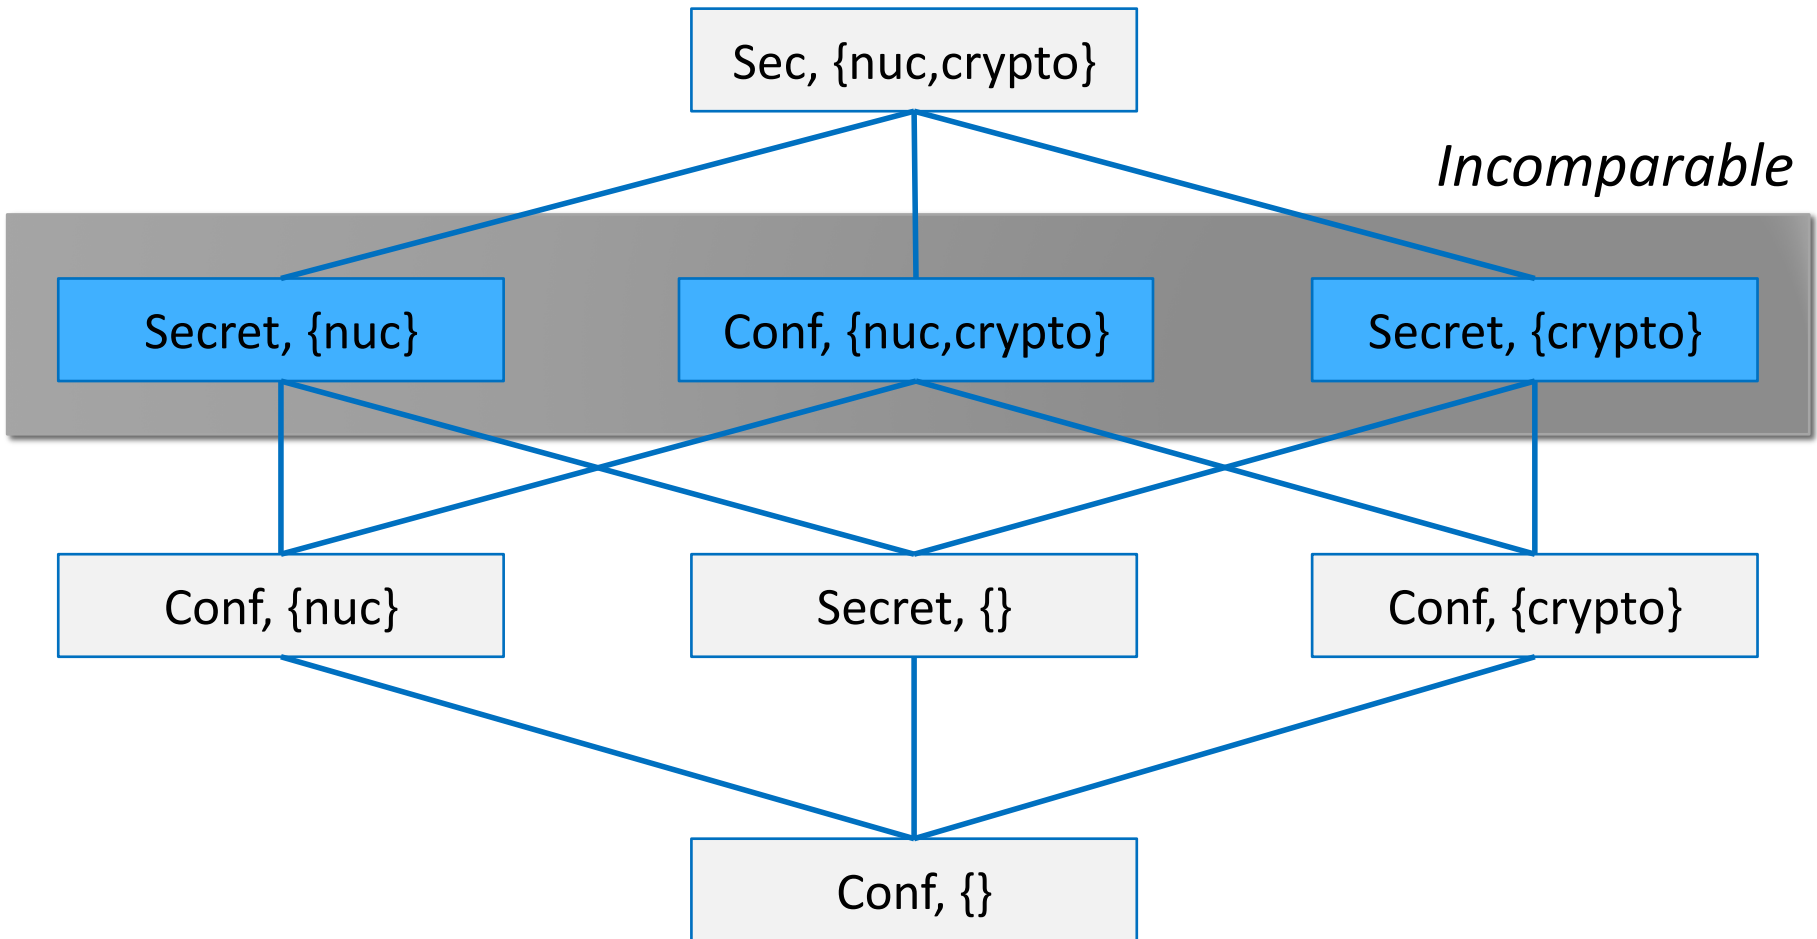 Sec, {nuc,crypto}
Incomparable
Secret, {nuc}
Conf, {nuc,crypto}
Secret, {crypto}
Conf, {nuc}
Secret, {}
Conf, {crypto}
Conf, {}